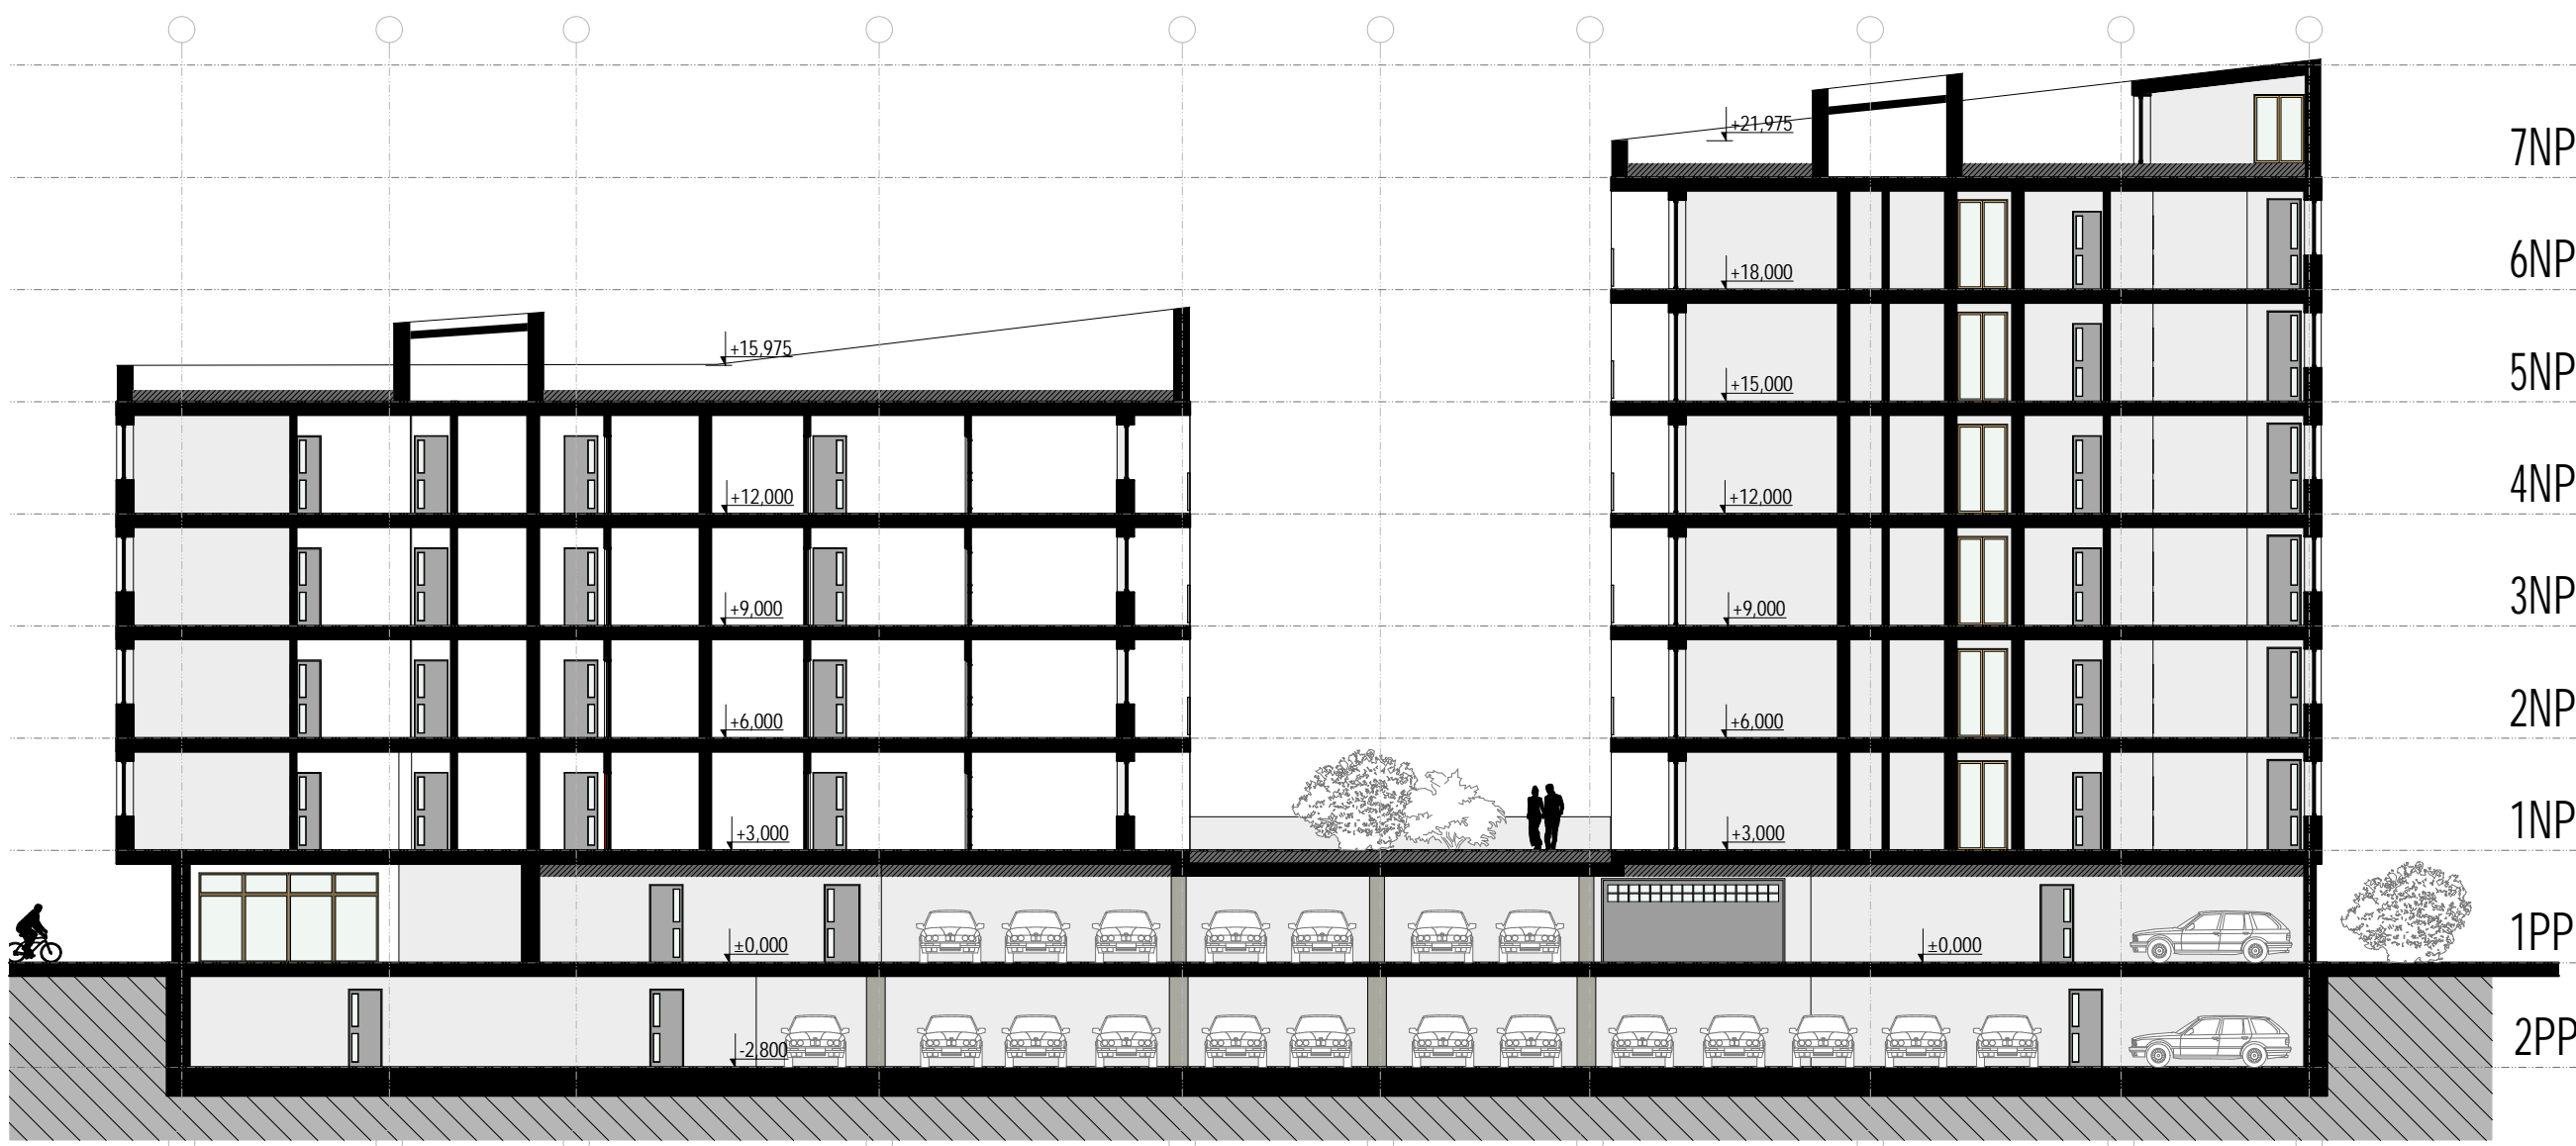 +21,975
7NP
+18,000
6NP
+15,975
+15,000
5NP
+12,000
+12,000
4NP
+9,000
+9,000
3NP
+6,000
+6,000
2NP
+3,000
+3,000
1NP
±0,000
±0,000
1PP
-2,800
2PP